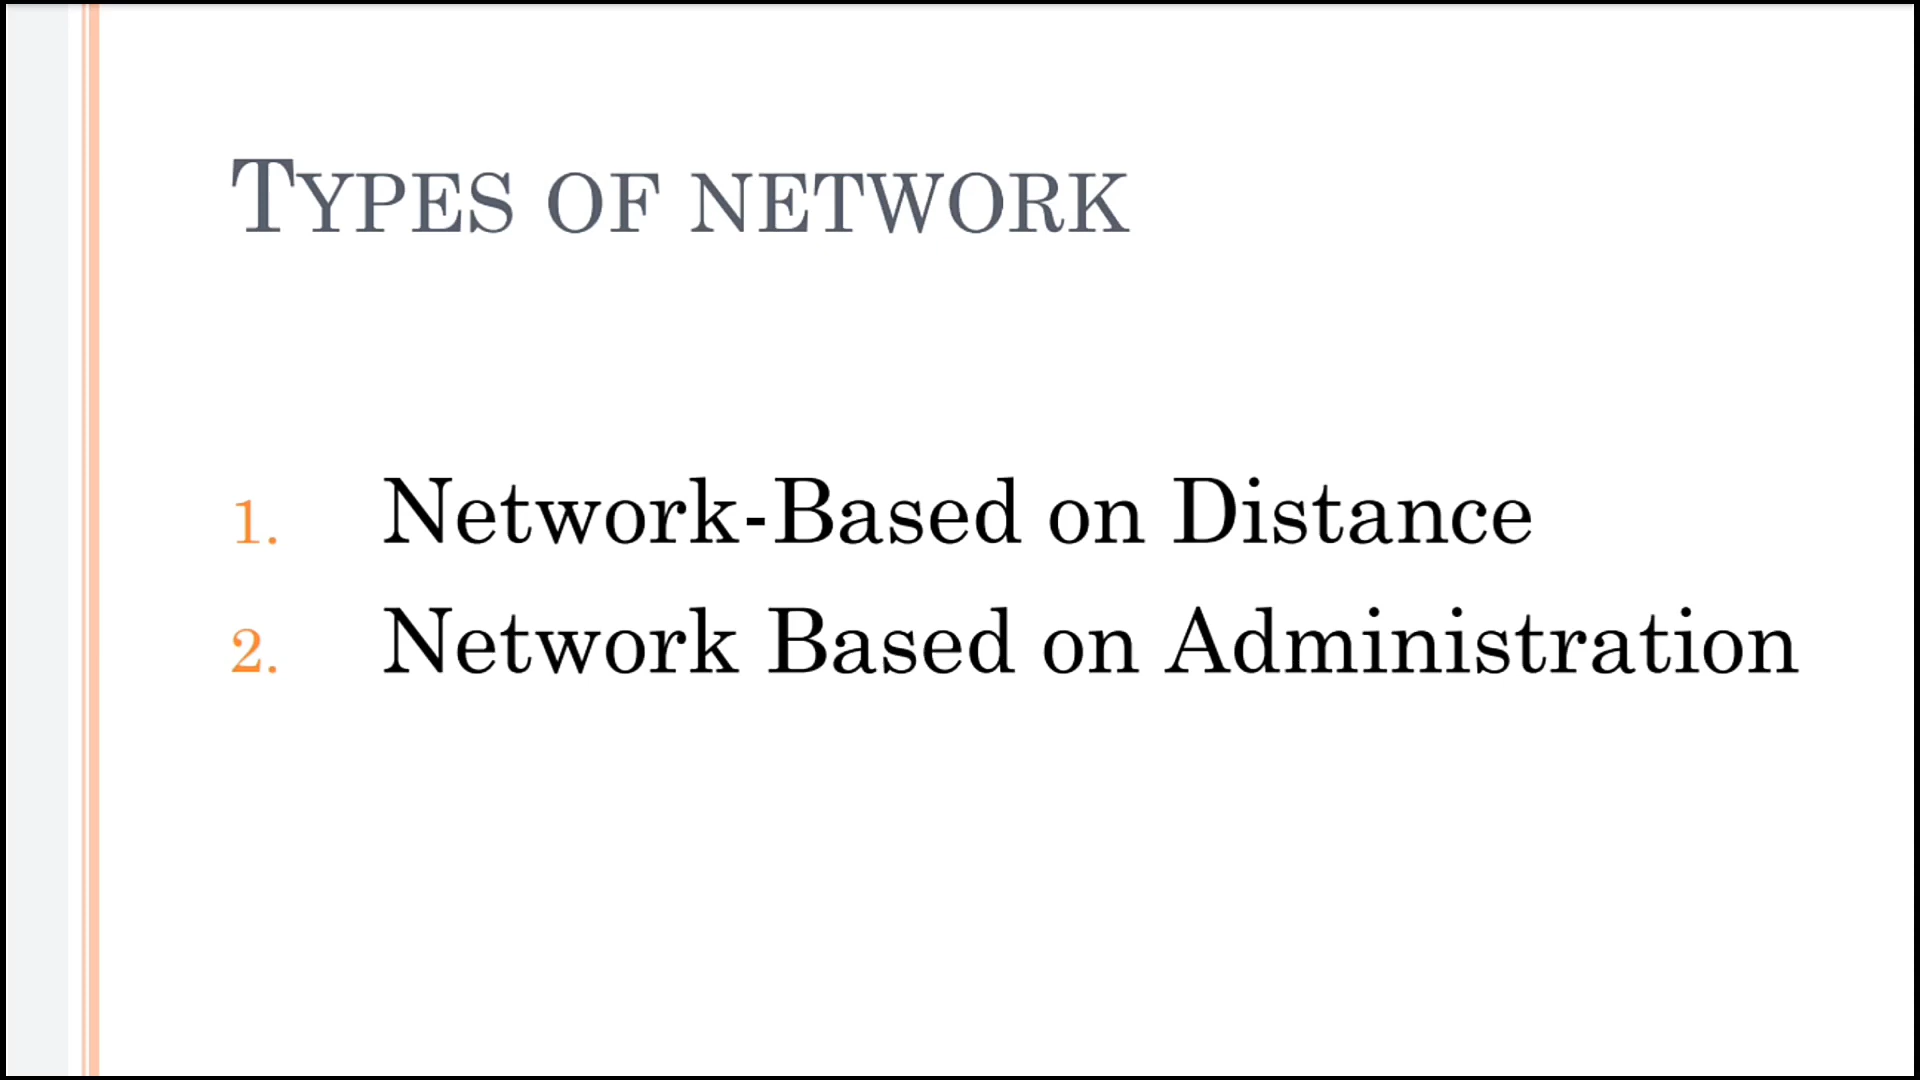 TYPES OF NETWORK
1. Network-Based on Distance
2. Network Based on Administration